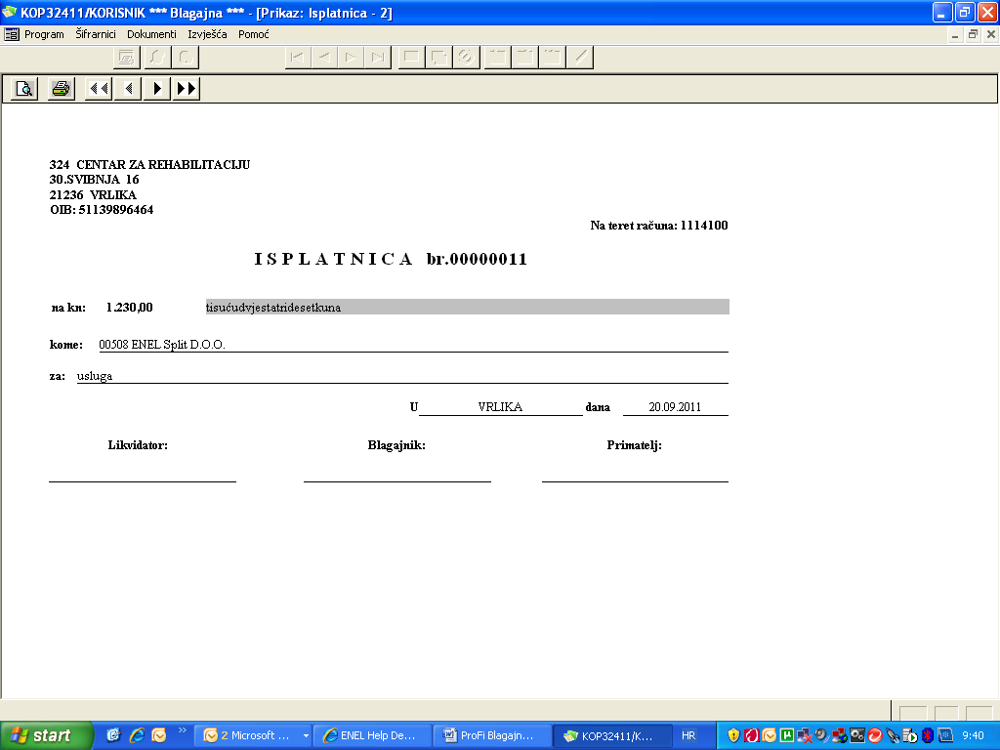 KOP32411/KORISNIK *** Blagajna *** - [Prikaz: Isplatnica - 2]
Program Šifrarnici Dokumenti Izvješća Pomoć
324 CENTAR ZA REHABILITACIJU
30.SVIBNJA 16
21236 VRLIKA
OIB: 51139896464
Na teret računa: 1114100
I S P L A T N I C A br.00000011
na kn: 1.230,00 tisućudvjestatridesetkuna
kome: 00508 ENEL Split D.O.O.
za: usluga
U VRLIKA dana 20.09.2011
Likvidator: Blagajnik: Primatelj:
start 2 Microsoft ... ENEL Help De... ProFi Blagajn... KOP32411/K... HR 9:40